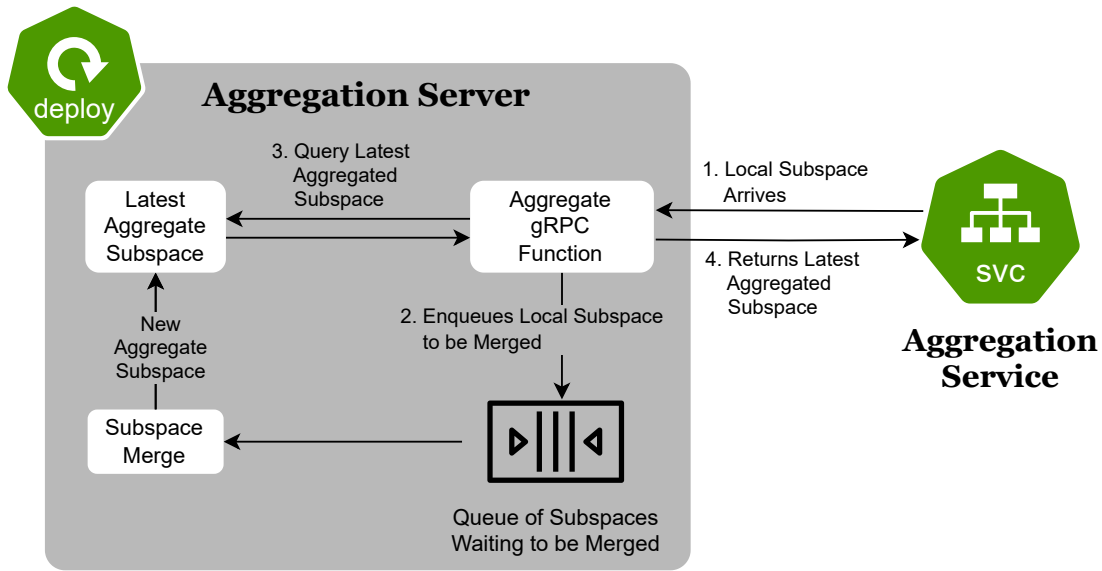 deploy
Aggregation Server
3. Query Latest
Aggregated
Subspace
1. Local Subspace
Arrives
Latest
Aggregate
Subspace
Aggregate
gRPC
Function
svc
4. Returns Latest
Aggregated
Subspace
2. Enqueues Local Subspace
to be Merged
New
Aggregate
Subspace
Aggregation
Service
Subspace
Merge
Queue of Subspaces
Waiting to be Merged